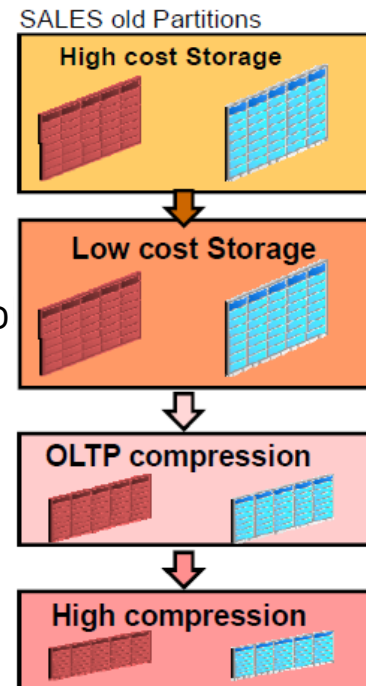 SALES old Partitions
High cost Storage
Low cost Storage
OLTP compression
High compression